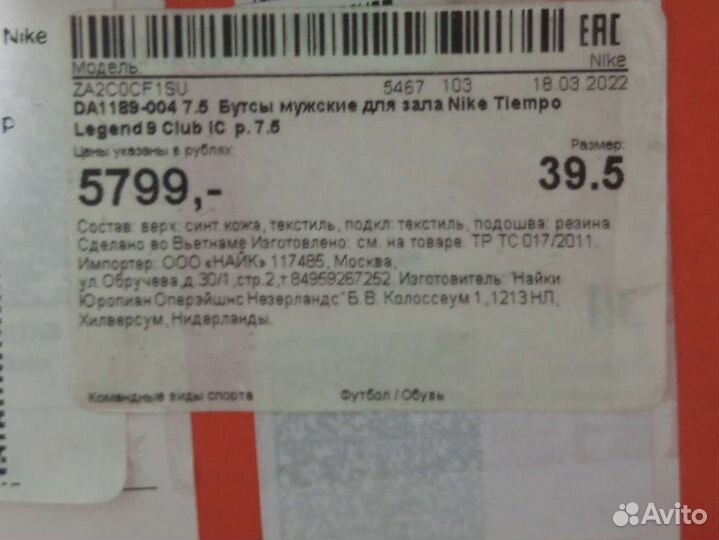 Nike
р
EAC
Модель:
Nike
ZA2C0CF1SU 5467 103 18.03.2022
DA1189-004 7.5 Бутсы мужские для зала Nike Tiempo
Legend 9 Club IC р. 7.5
Цены указаны в рублях
Размер:
5799,-
39.5
Состав: верх: синт.кожа, текстиль, подкл: текстиль, подошва: резина
Сделано во Вьетнаме Изготовлено: см. на товаре. ТР ТС 017/2011.
Импортер: ООО «НАЙК» 117485, Москва,
ул.Обручева д.30/1,стр.2,т.84959267252. Изготовитель: "Найки
Юропиан Оперэйшнс Незерландс" Б.В. Колоссеум 1, 1213 НЛ,
Хилверсум, Нидерланды.
Командные виды спорта
Футбол / Обувь
Avito